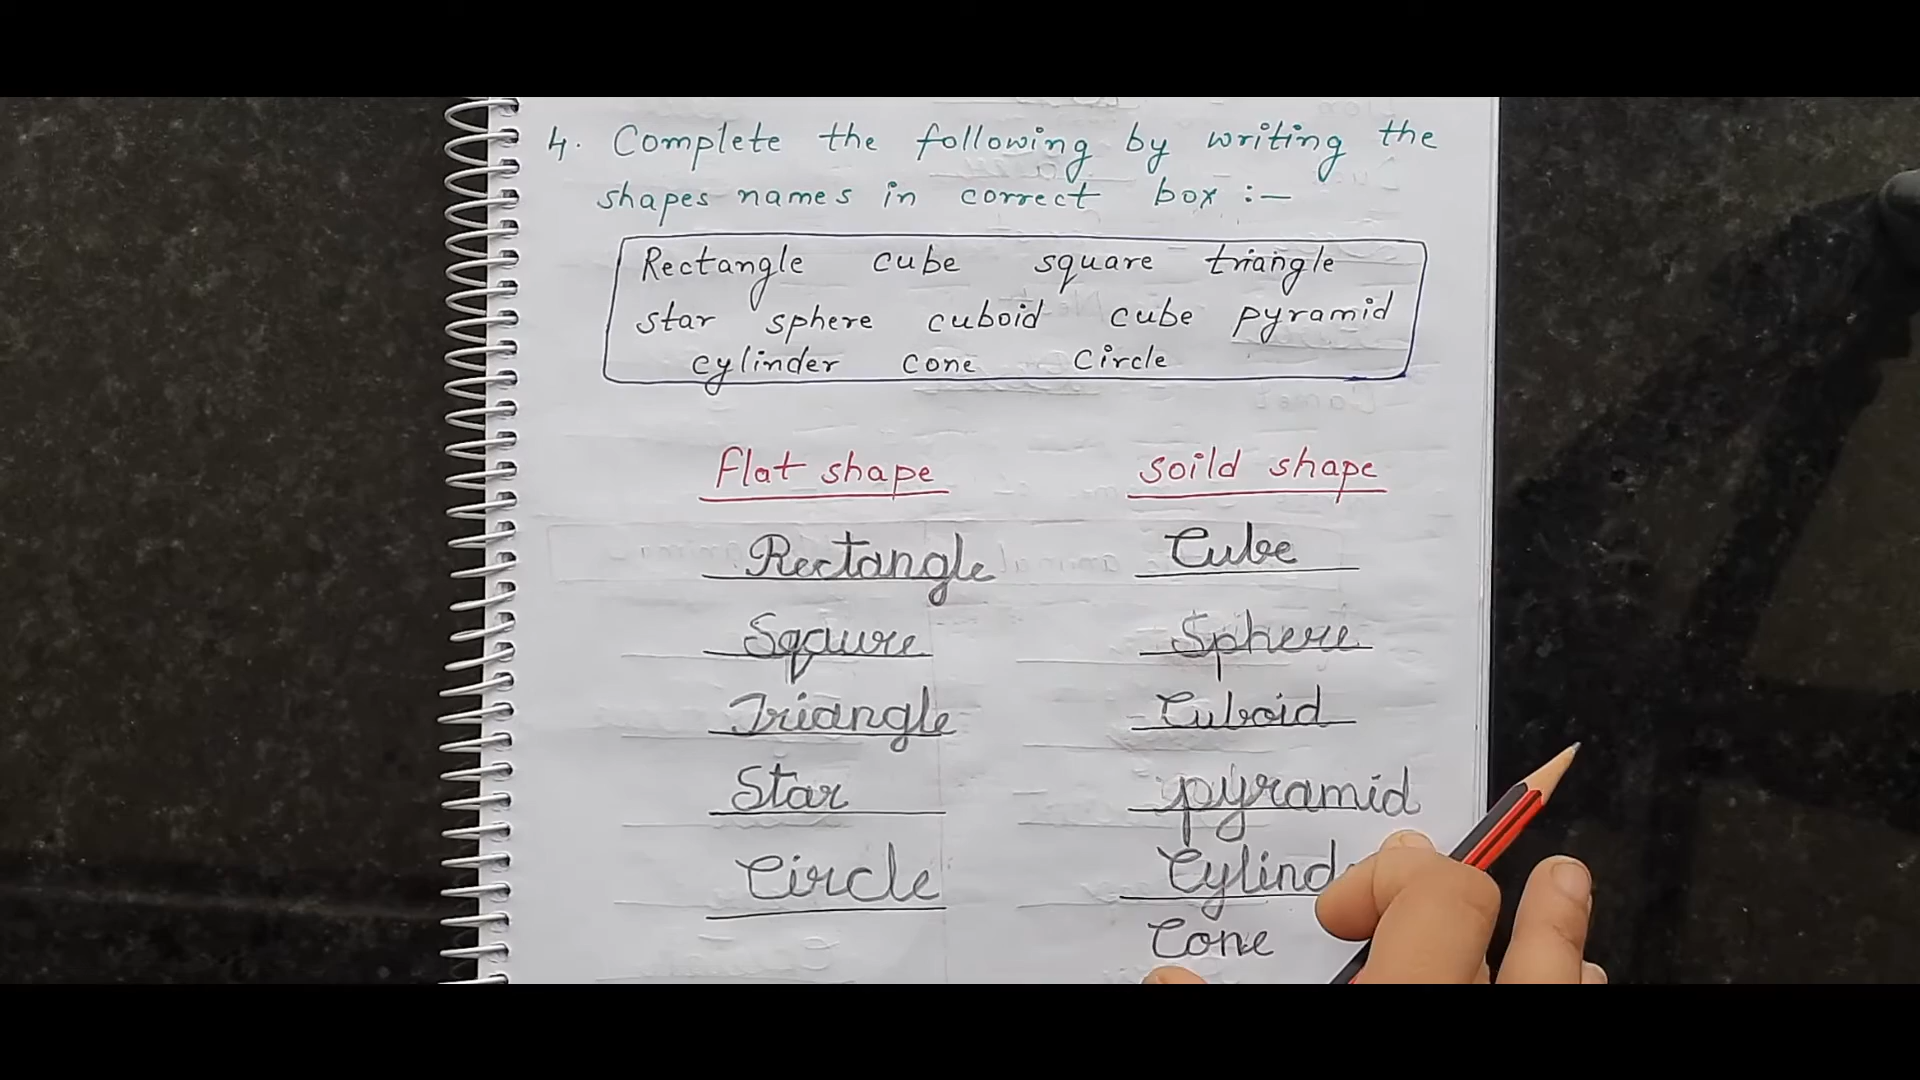 4. Complete the following by writing the
shapes names in correct box :-
Rectangle cube square triangle
star sphere cuboid cube pyramid
cylinder cone circle
flat shape soild shape
Rectangle Cube
Sqaure Sphere
Triangle Cuboid
Star pyramid
Circle Cylind
Cone